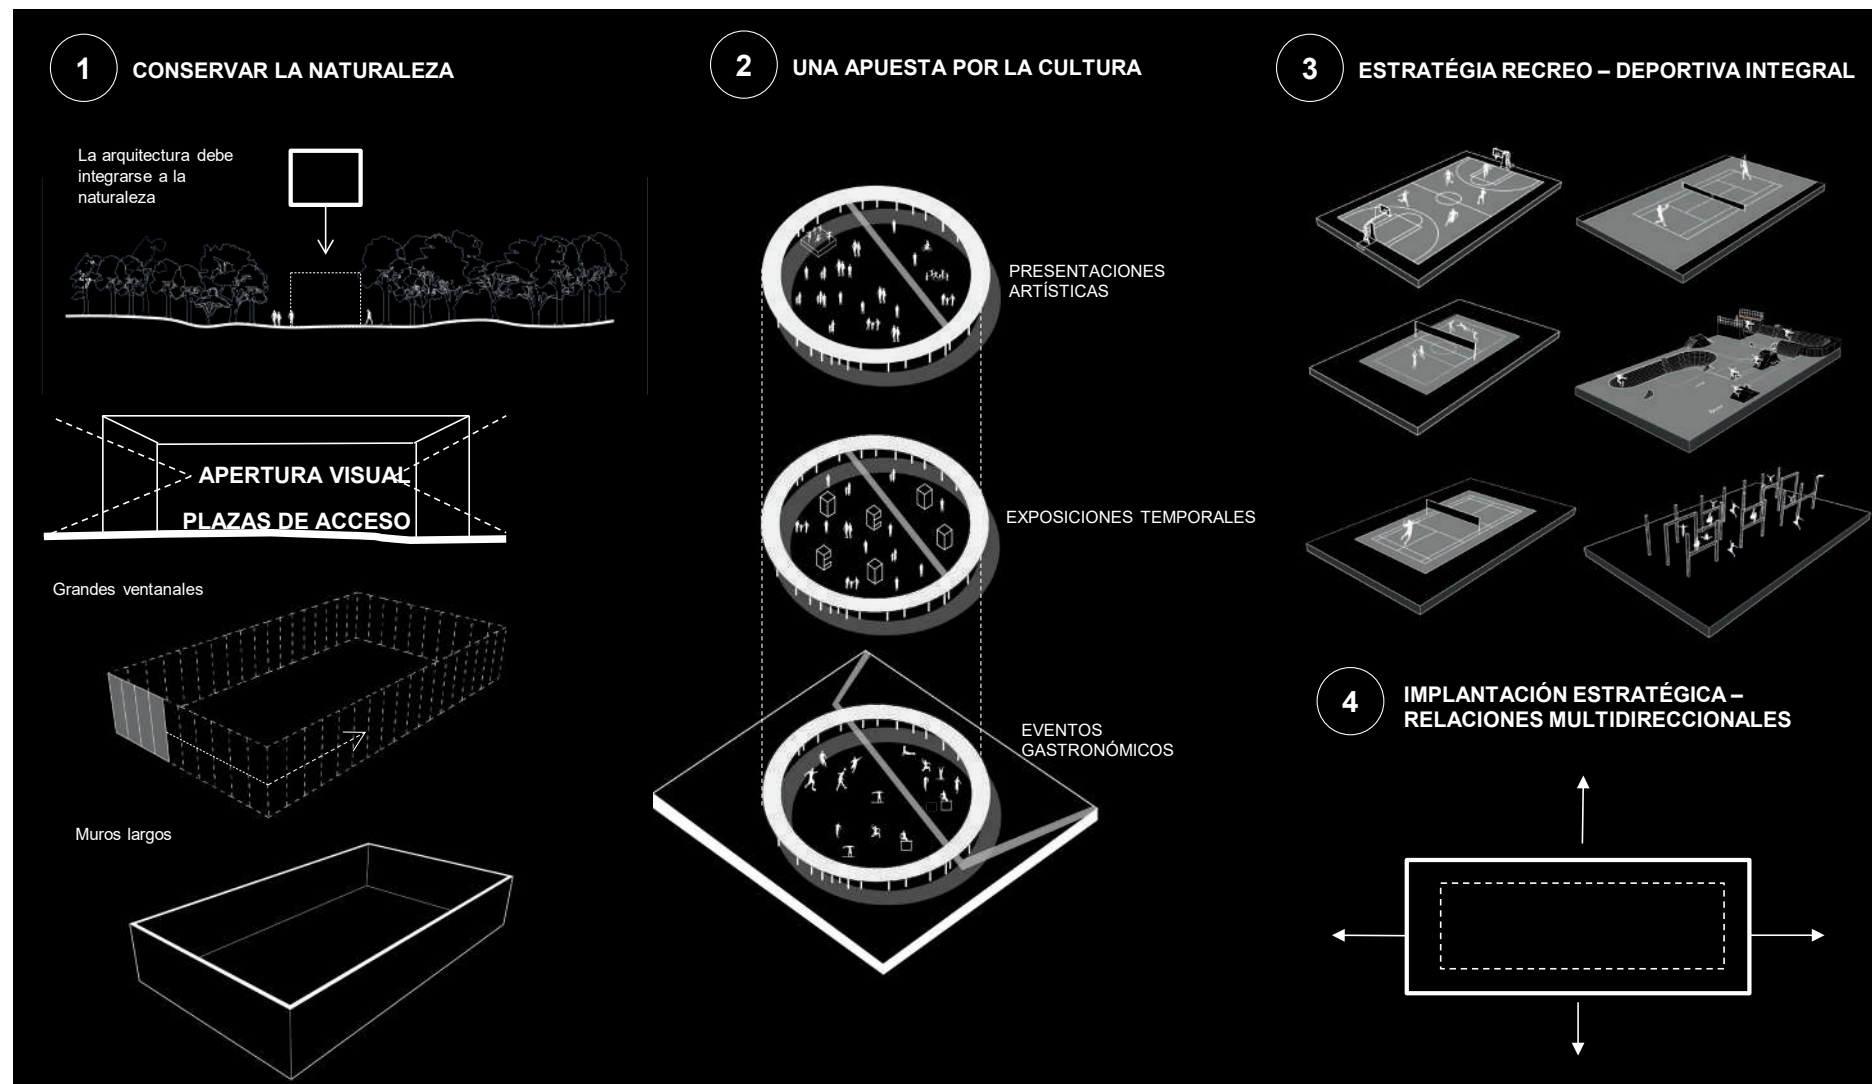 1
CONSERVAR LA NATURALEZA
La arquitectura debe
integrarse a la
naturaleza
APERTURA VISUAL
PLAZAS DE ACCESO
Grandes ventanales
Muros largos
2
UNA APUESTA POR LA CULTURA
PRESENTACIONES
ARTÍSTICAS
EXPOSICIONES TEMPORALES
EVENTOS
GASTRONÓMICOS
3
ESTRATÉGIA RECREO – DEPORTIVA INTEGRAL
4
IMPLANTACIÓN ESTRATÉGICA –
RELACIONES MULTIDIRECCIONALES